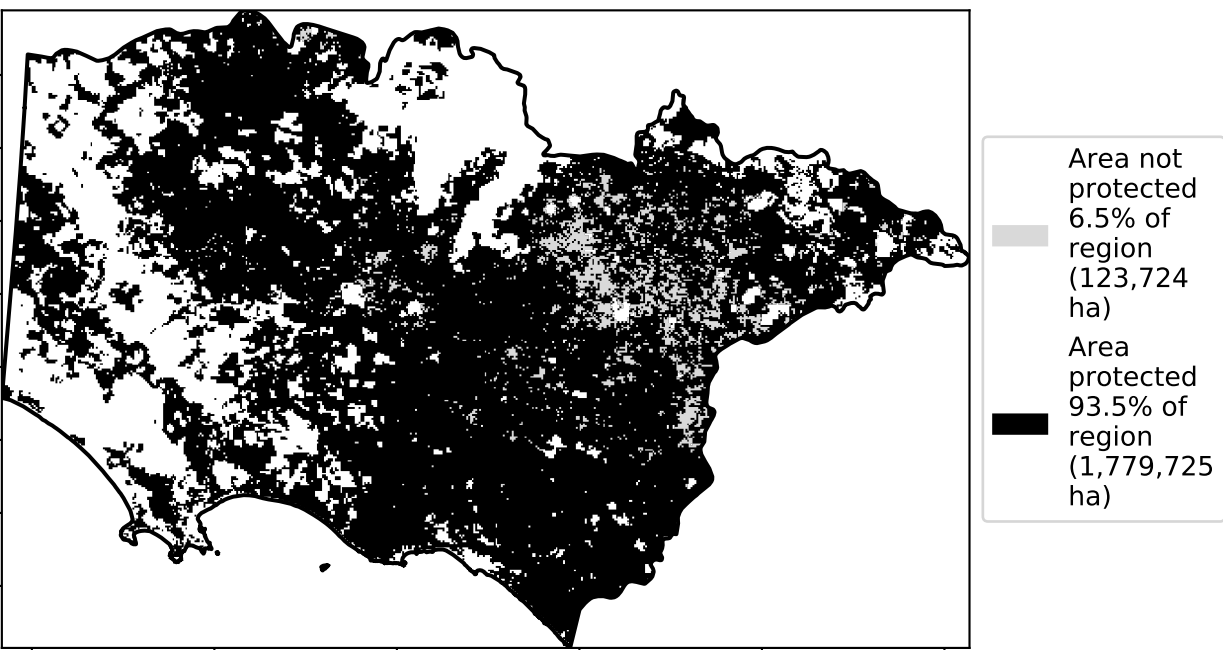 Area not
protected
6.5% of
region
(123,724
ha)
Area
protected
93.5% of
region
(1,779,725
ha)